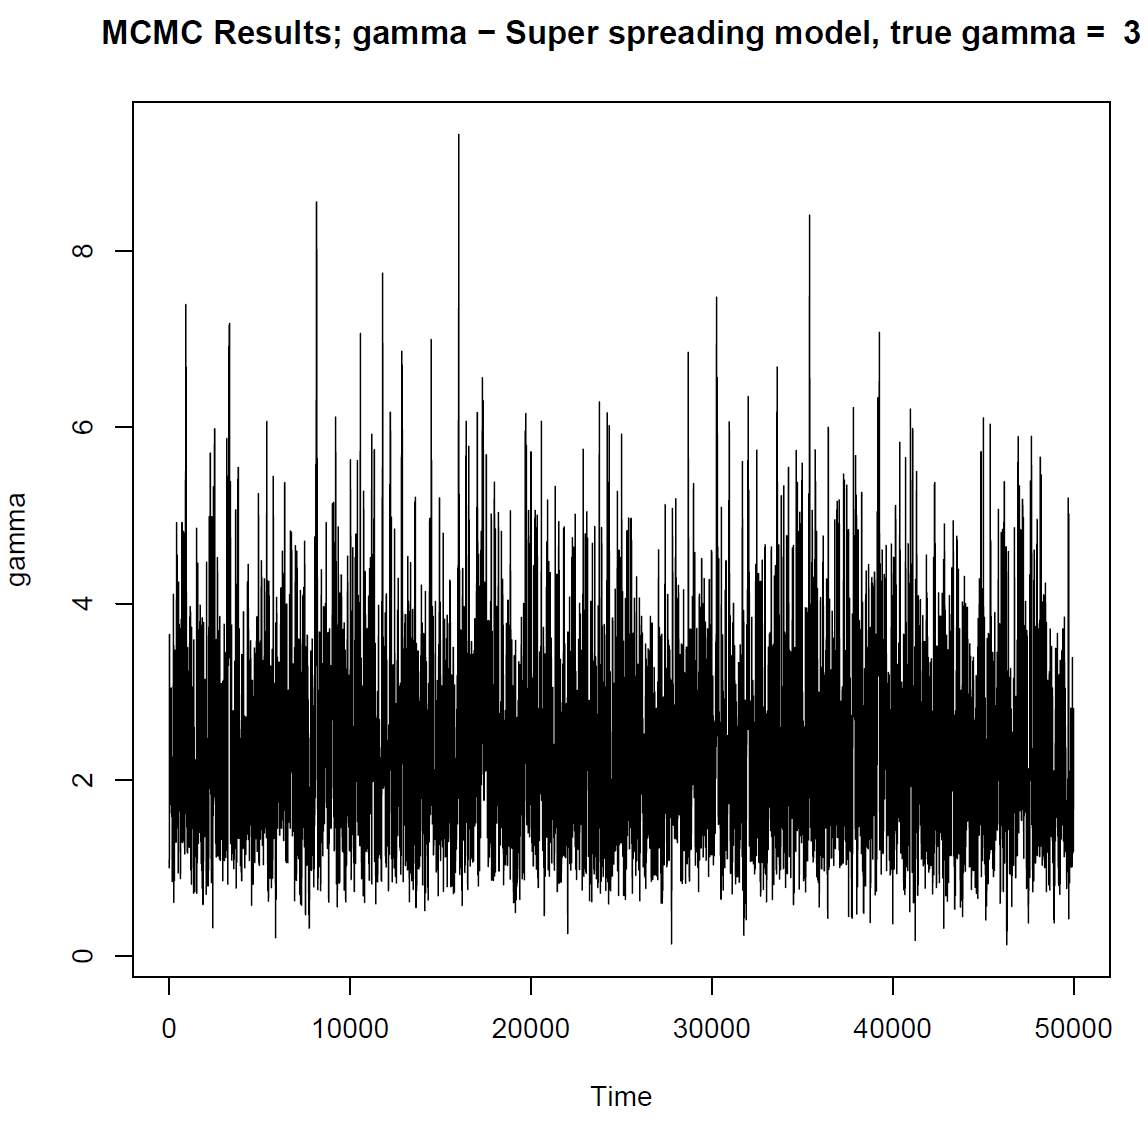 MCMC Results; gamma − Super spreading model, true gamma = 3
8
6
4
2
0
gamma
0 10000 20000 30000 40000 50000
Time